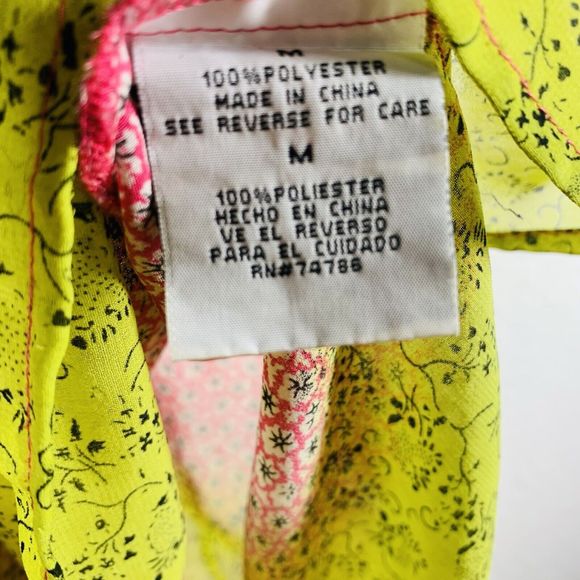 M
100%POLYESTER
MADE IN CHINA
SEE REVERSE FOR CARE
M
100%POLIESTER
HECHO EN CHINA
VE EL REVERSO
PARA EL CUIDADO
RN#74786